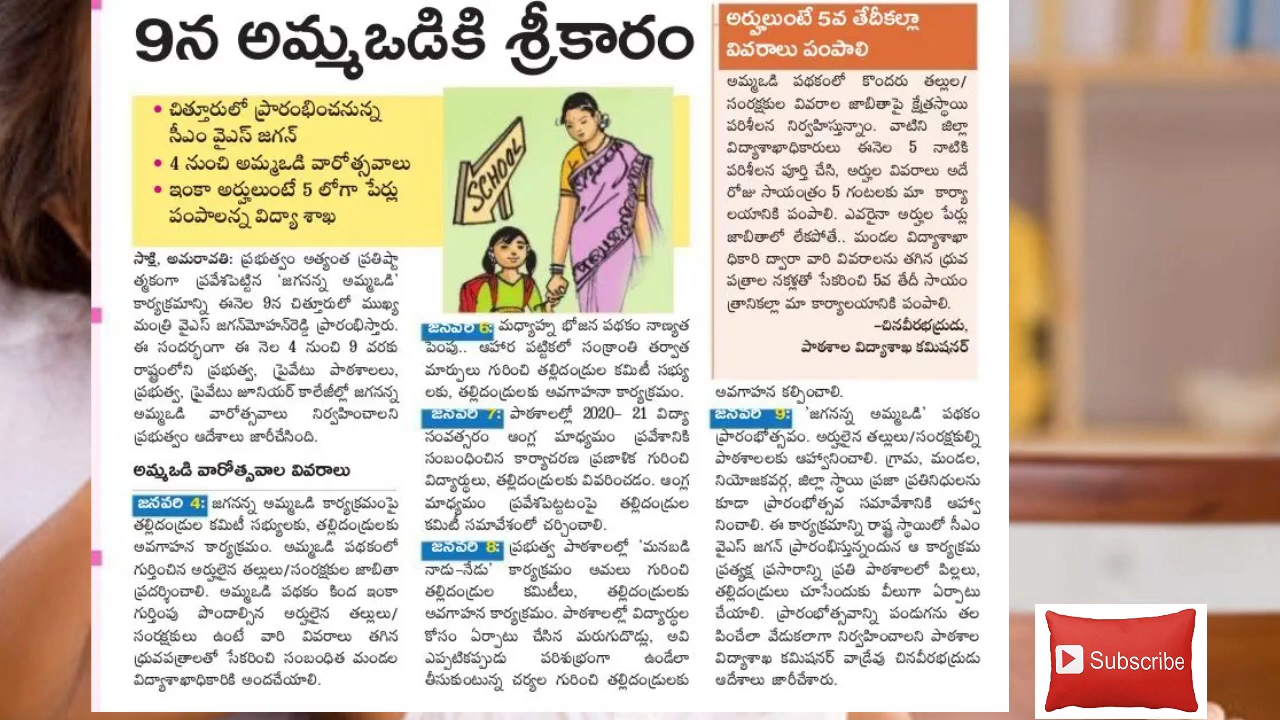 9న అమ్మఒడికి శ్రీకారం
• చిత్తూరులో ప్రారంభించనున్న
సీఎం వైఎస్ జగన్
• 4 నుంచి అమ్మఒడి వారోత్సవాలు
• ఇంకా అర్హులుంటే 5 లోగా పేర్లు
పంపాలన్న విద్యా శాఖ
SCHOOL
సాక్షి, అమరావతి: ప్రభుత్వం అత్యంత ప్రతిష్టా
త్మకంగా ప్రవేశపెట్టిన 'జగనన్న అమ్మఒడి'
కార్యక్రమాన్ని ఈనెల 9న చిత్తూరులో ముఖ్య
మంత్రి వైఎస్ జగన్‌మోహన్‌రెడ్డి ప్రారంభిస్తారు.
ఈ సందర్భంగా ఈ నెల 4 నుంచి 9 వరకు
రాష్ట్రంలోని ప్రభుత్వ, ప్రైవేటు పాఠశాలలు,
ప్రభుత్వ, ప్రైవేటు జూనియర్ కాలేజీల్లో జగనన్న
అమ్మఒడి వారోత్సవాలు నిర్వహించాలని
ప్రభుత్వం ఆదేశాలు జారీచేసింది.
అమ్మఒడి వారోత్సవాల వివరాలు
జనవరి 4: జగనన్న అమ్మఒడి కార్యక్రమంపై
తల్లిదండ్రుల కమిటీ సభ్యులకు, తల్లిదండ్రులకు
అవగాహన కార్యక్రమం. అమ్మఒడి పథకంలో
గుర్తించిన అర్హులైన తల్లులు/సంరక్షకుల జాబితా
ప్రదర్శించాలి. అమ్మఒడి పథకం కింద ఇంకా
గుర్తింపు పొందాల్సిన అర్హులైన తల్లులు/
సంరక్షకులు ఉంటే వారి వివరాలు తగిన
ధ్రువపత్రాలతో సేకరించి సంబంధిత మండల
విద్యాశాఖాధికారికి అందచేయాలి.
జనవరి 6: మధ్యాహ్న భోజన పథకం నాణ్యత
పెంపు.. ఆహార పట్టికలో సంక్రాంతి తర్వాత
మార్పులు గురించి తల్లిదండ్రుల కమిటీ సభ్యు
లకు, తల్లిదండ్రులకు అవగాహనా కార్యక్రమం.
జనవరి 7: పాఠశాలల్లో 2020– 21 విద్యా
సంవత్సరం ఆంగ్ల మాధ్యమం ప్రవేశానికి
సంబంధించిన కార్యాచరణ ప్రణాళిక గురించి
విద్యార్థులు, తల్లిదండ్రులకు వివరించడం. ఆంగ్ల
మాధ్యమం ప్రవేశపెట్టటంపై తల్లిదండ్రుల
కమిటీ సమావేశంలో చర్చించాలి.
జనవరి 8: ప్రభుత్వ పాఠశాలల్లో 'మనబడి
నాడు–నేడు' కార్యక్రమం అమలు గురించి
తల్లిదండ్రుల కమిటీలు, తల్లిదండ్రులకు
అవగాహన కార్యక్రమం. పాఠశాలల్లో విద్యార్థుల
కోసం ఏర్పాటు చేసిన మరుగుదొడ్లు, అవి
ఎప్పటికప్పుడు పరిశుభ్రంగా ఉండేలా
తీసుకుంటున్న చర్యల గురించి తల్లిదండ్రులకు
అర్హులుంటే 5వ తేదీకల్లా
వివరాలు పంపాలి
అమ్మఒడి పథకంలో కొందరు తల్లుల/
సంరక్షకుల వివరాల జాబితాపై క్షేత్రస్థాయి
పరిశీలన నిర్వహిస్తున్నాం. వాటిని జిల్లా
విద్యాశాఖాధికారులు ఈనెల 5 నాటికి
పరిశీలన పూర్తి చేసి, అర్హుల వివరాలు అదే
రోజు సాయంత్రం 5 గంటలకు మా కార్యా
లయానికి పంపాలి. ఎవరైనా అర్హుల పేర్లు
జాబితాలో లేకపోతే.. మండల విద్యాశాఖా
ధికారి ద్వారా వారి వివరాలను తగిన ధ్రువ
పత్రాల నకళ్లతో సేకరించి 5వ తేదీ సాయం
త్రానికల్లా మా కార్యాలయానికి పంపాలి.
–చినవీరభద్రుడు,
పాఠశాల విద్యాశాఖ కమిషనర్
అవగాహన కల్పించాలి.
జనవరి 9: 'జగనన్న అమ్మఒడి' పథకం
ప్రారంభోత్సవం. అర్హులైన తల్లులు/సంరక్షకుల్ని
పాఠశాలలకు ఆహ్వానించాలి. గ్రామ, మండల,
నియోజకవర్గ, జిల్లా స్థాయి ప్రజా ప్రతినిధులను
కూడా ప్రారంభోత్సవ సమావేశానికి ఆహ్వా
నించాలి. ఈ కార్యక్రమాన్ని రాష్ట్ర స్థాయిలో సీఎం
వైఎస్ జగన్ ప్రారంభిస్తున్నందున ఆ కార్యక్రమ
ప్రత్యక్ష ప్రసారాన్ని ప్రతి పాఠశాలలో పిల్లలు,
తల్లిదండ్రులు చూసేందుకు వీలుగా ఏర్పాటు
చేయాలి. ప్రారంభోత్సవాన్ని పండుగను తల
పించేలా వేడుకలాగా నిర్వహించాలని పాఠశాల
విద్యాశాఖ కమిషనర్ వాడ్రేవు చినవీరభద్రుడు
ఆదేశాలు జారీచేశారు.
Subscribe